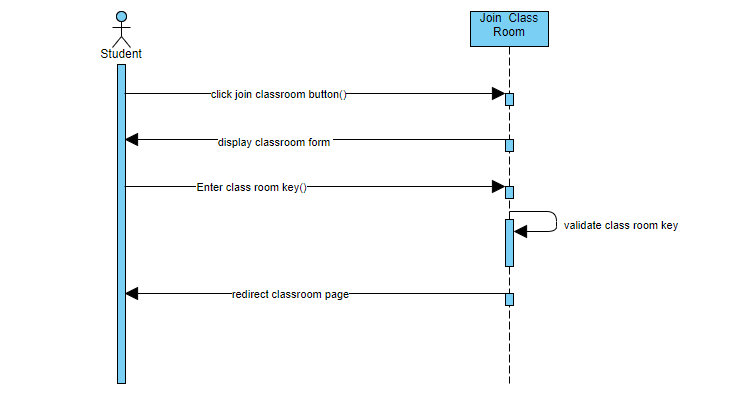 Join Class
Room
Student
click join classroom button()
display classroom form
Enter class room key()
validate class room key
redirect classroom page